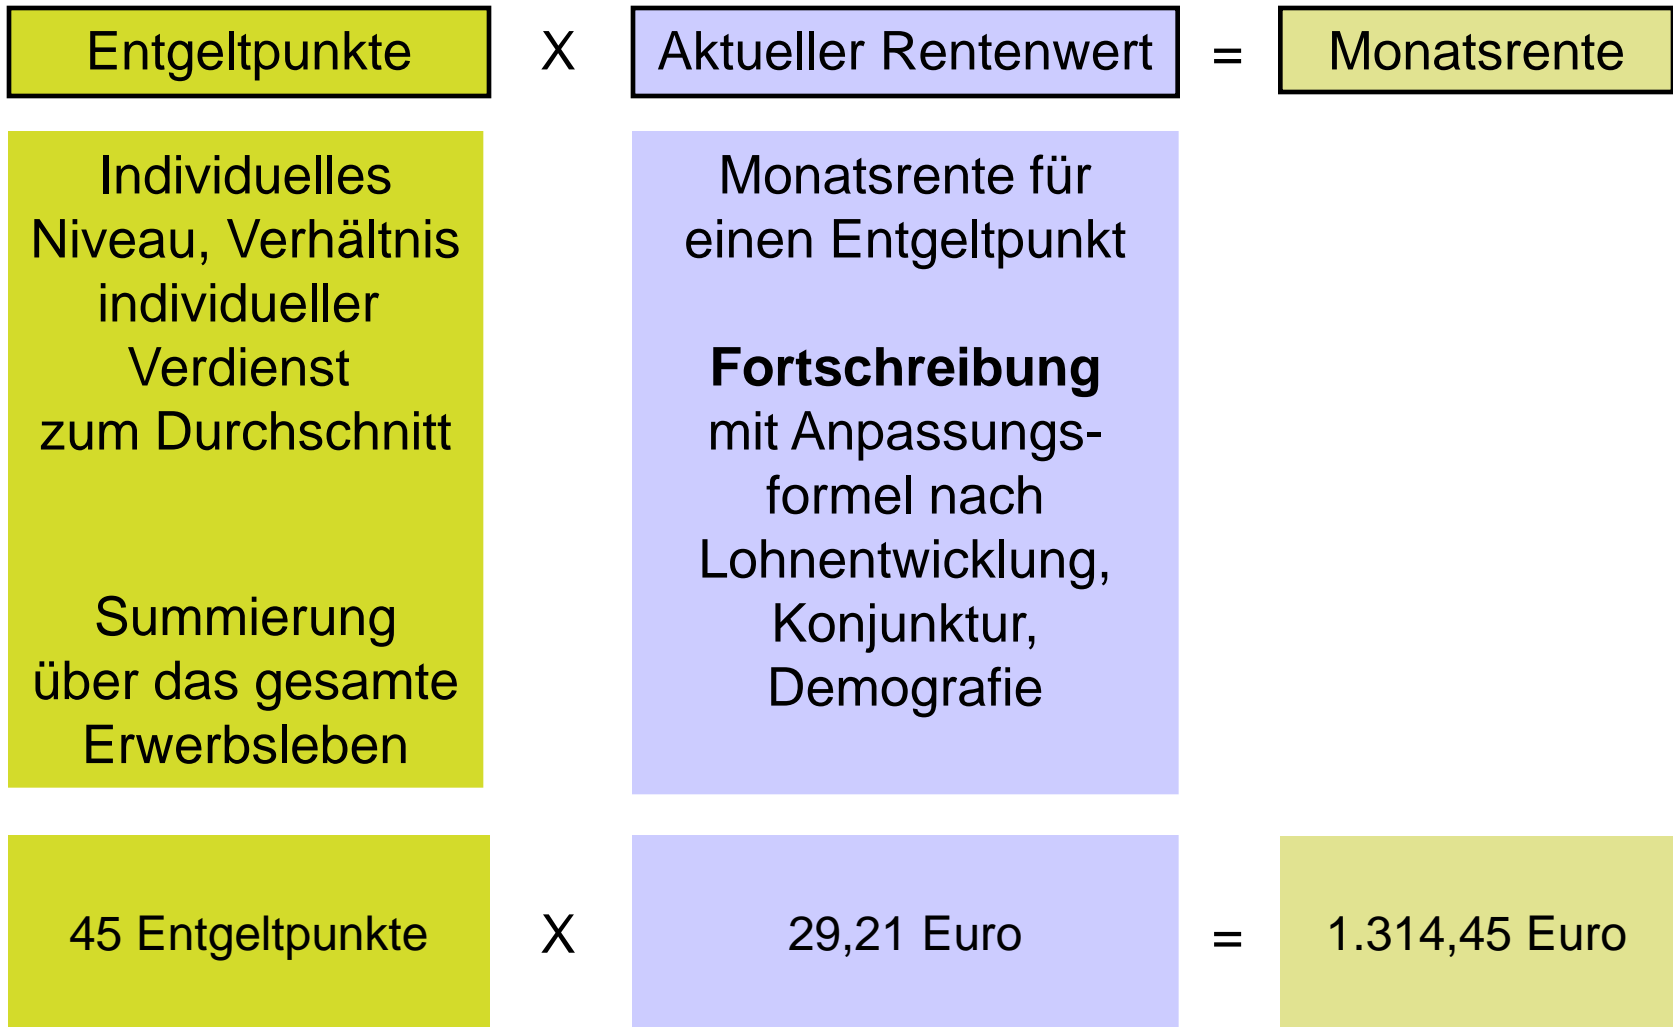 Entgeltpunkte X Aktueller Rentenwert = Monatsrente
Individuelles
Niveau, Verhältnis
individueller
Verdienst
zum Durchschnitt
Summierung
über das gesamte
Erwerbsleben
Monatsrente für
einen Entgeltpunkt
Fortschreibung
mit Anpassungs-
formel nach
Lohnentwicklung,
Konjunktur,
Demografie
45 Entgeltpunkte X 29,21 Euro = 1.314,45 Euro